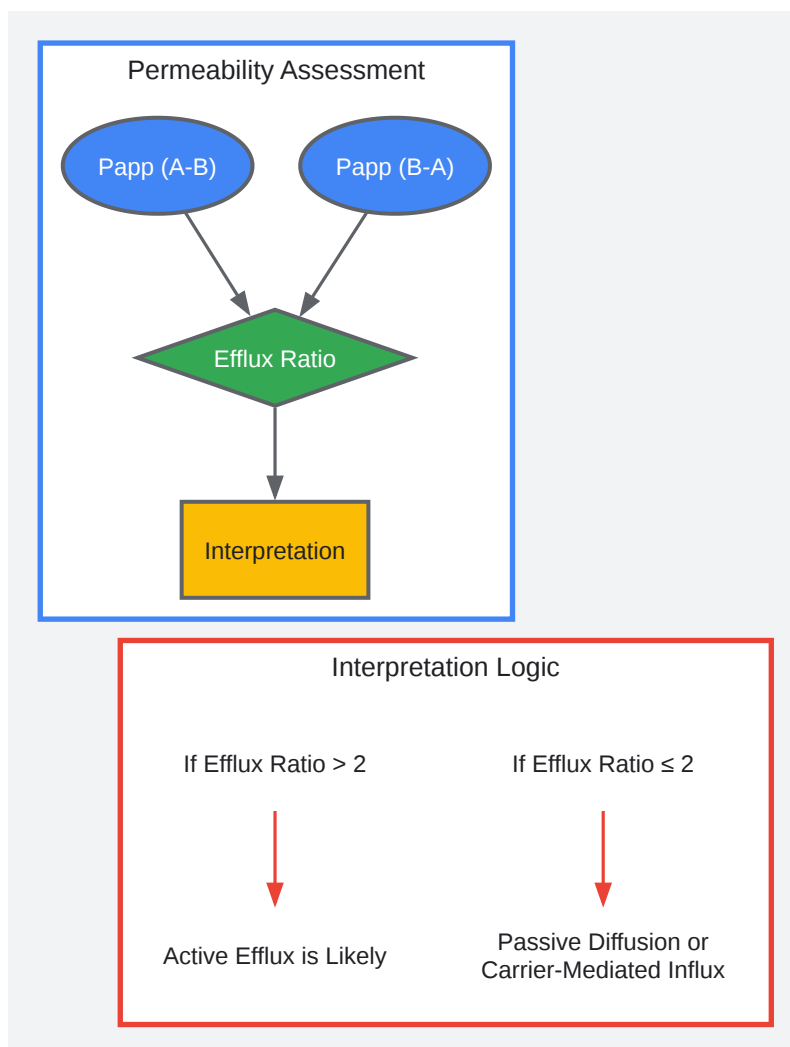 Permeability Assessment
Papp (A-B)
Papp (B-A)
Efflux Ratio
Interpretation
Interpretation Logic
If Efflux Ratio > 2
If Efflux Ratio ≤ 2
Active Efflux is Likely
Passive Diffusion or
Carrier-Mediated Influx